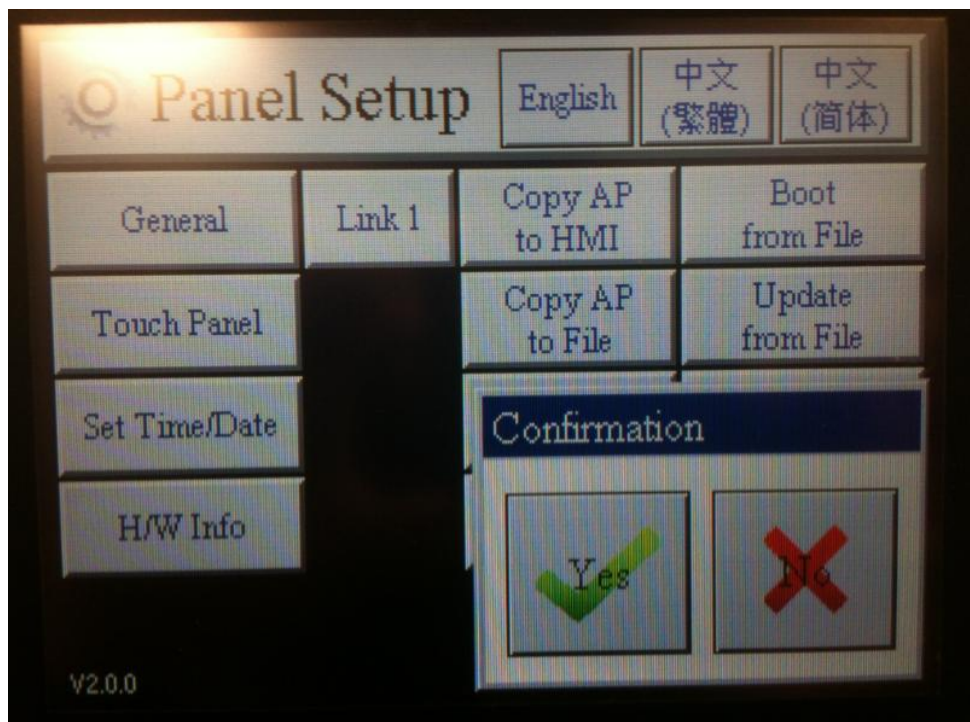 Panel Setup
English
中文
(繁體)
中文
(简体)
General
Link 1
Copy AP
to HMI
Boot
from File
Touch Panel
Copy AP
to File
Update
from File
Set Time/Date
Confirmation
H/W Info
Yes
No
V2.0.0